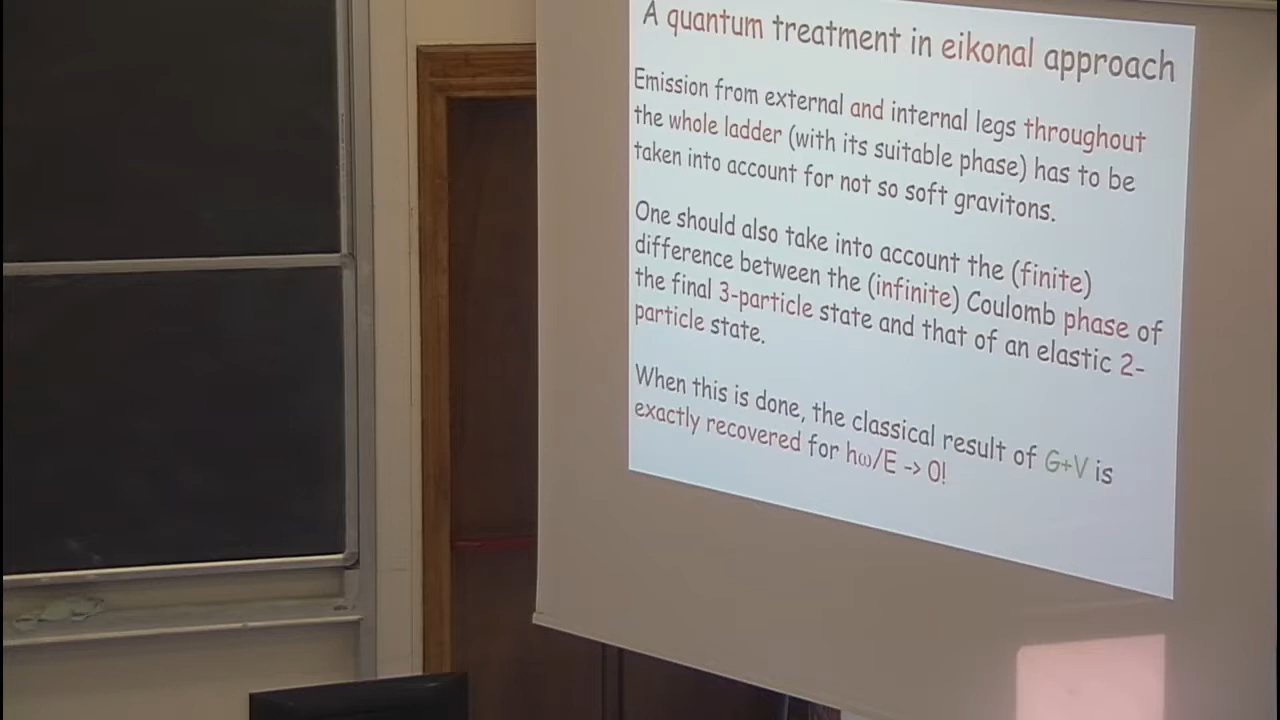 A quantum treatment in eikonal approach
Emission from external and internal legs throughout
the whole ladder (with its suitable phase) has to be
taken into account for not so soft gravitons.
One should also take into account the (finite)
difference between the (infinite) Coulomb phase of
the final 3-particle state and that of an elastic 2-
particle state.
When this is done, the classical result of G+V is
exactly recovered for hω/E -> 0!